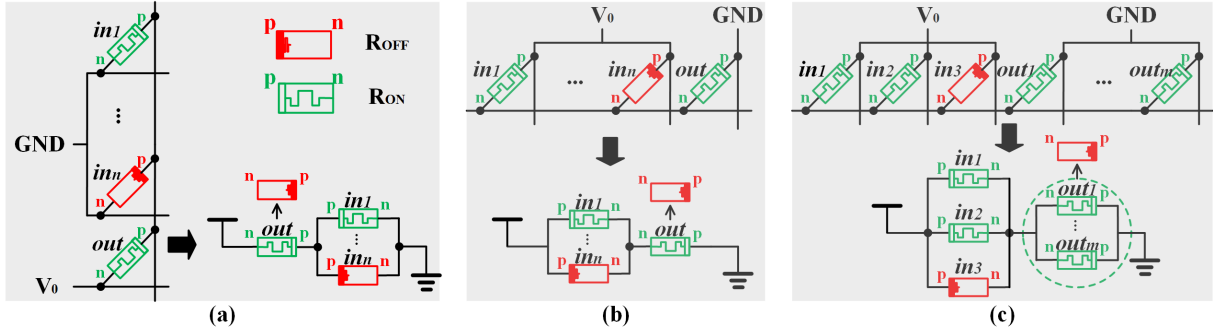 in1
p
n
GND
...
inn
p
n
out
p
n
V0
p n
ROFF
p n
RON
n p
out
n p
in1
p n
...
inn
p n
(a)
V0
GND
in1 ... inn out
p p p
n n n
n p
in1
p n
out
n p
...
inn
p n
(b)
V0
GND
in1 in2 in3 out1 ... outm
p p p p p
n n n n n
n p
in1
p n
in2
p n
in3
p n
out1
n p
...
outm
n p
(c)